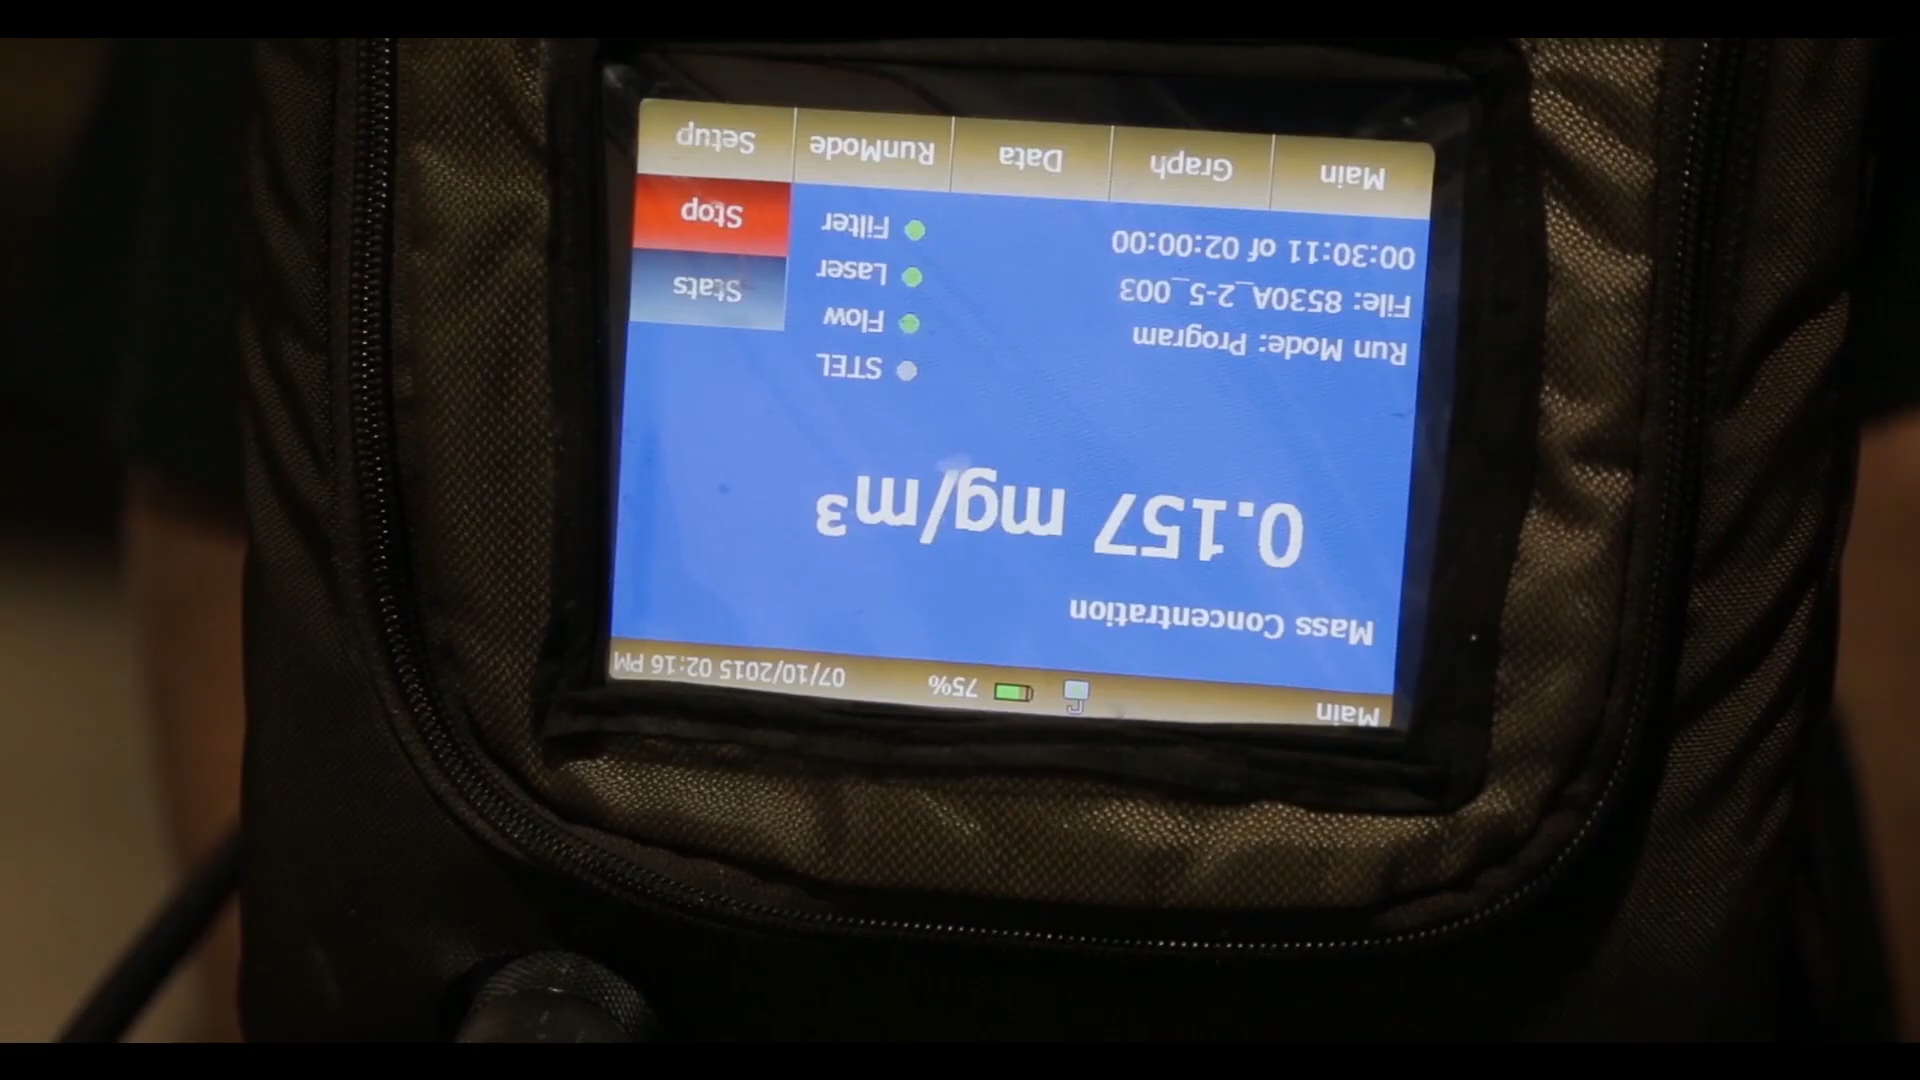 Main 75% 07/10/2015 02:16 PM
Mass Concentration
0.157 mg/m³
Run Mode: Program
File: 8530A_2-5_003
00:30:11 of 02:00:00
STEL
Flow
Laser
Filter
Stats
Stop
Main Graph Data RunMode Setup